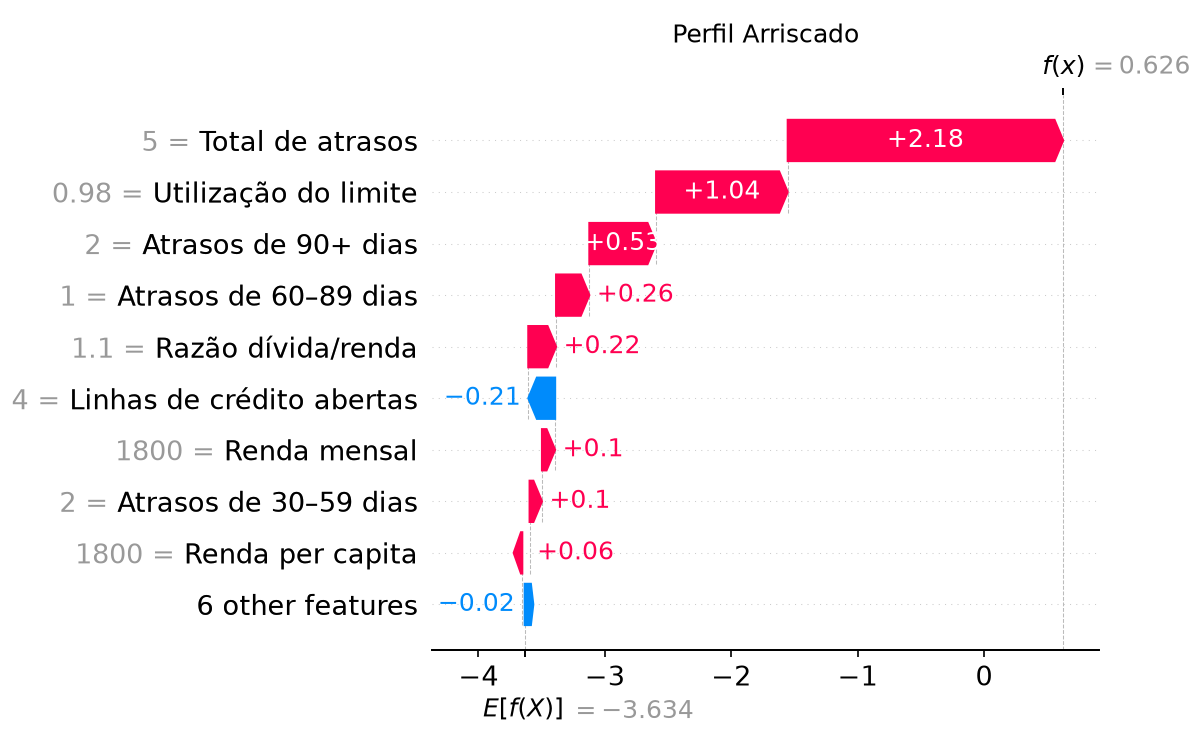 Perfil Arriscado
f(x) = 0.626
5 = Total de atrasos +2.18
0.98 = Utilização do limite +1.04
2 = Atrasos de 90+ dias +0.53
1 = Atrasos de 60–89 dias +0.26
1.1 = Razão dívida/renda +0.22
4 = Linhas de crédito abertas −0.21
1800 = Renda mensal +0.1
2 = Atrasos de 30–59 dias +0.1
1800 = Renda per capita +0.06
6 other features −0.02
−4 −3 −2 −1 0
E[f(X)] = −3.634